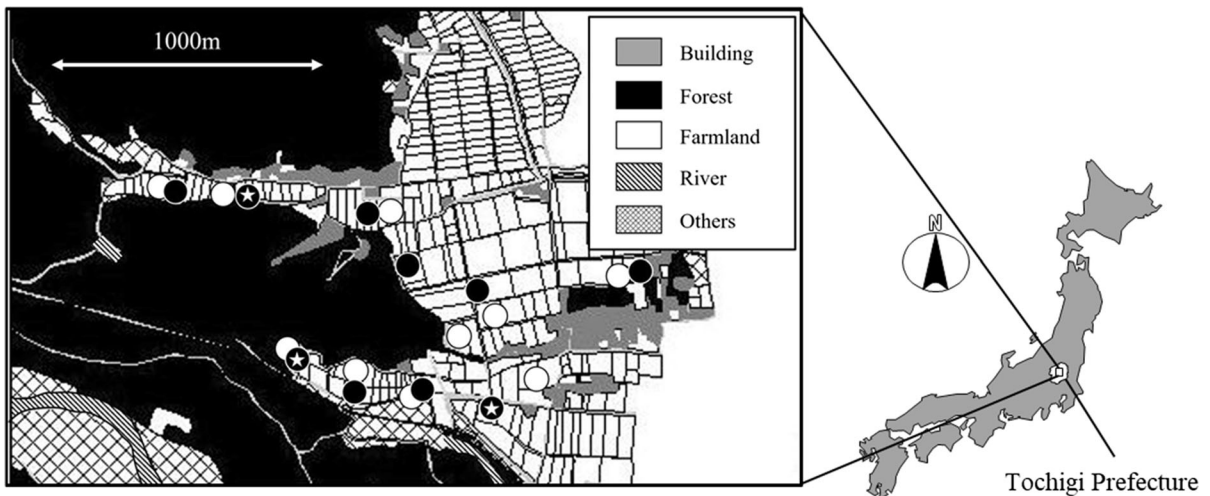 1000m
Building
Forest
Farmland
River
Others
N
Tochigi Prefecture